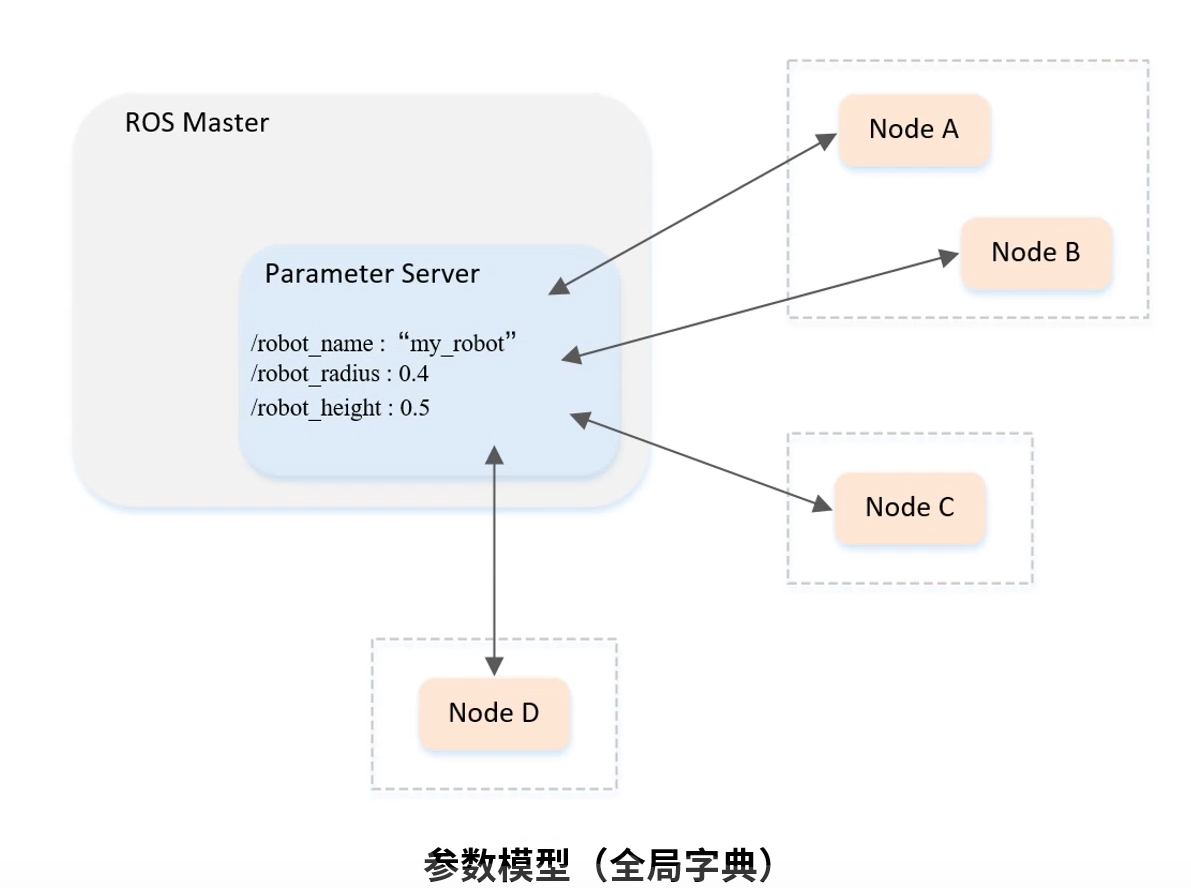 ROS Master
Parameter Server
/robot_name : “my_robot”
/robot_radius : 0.4
/robot_height : 0.5
Node A
Node B
Node C
Node D
参数模型（全局字典）